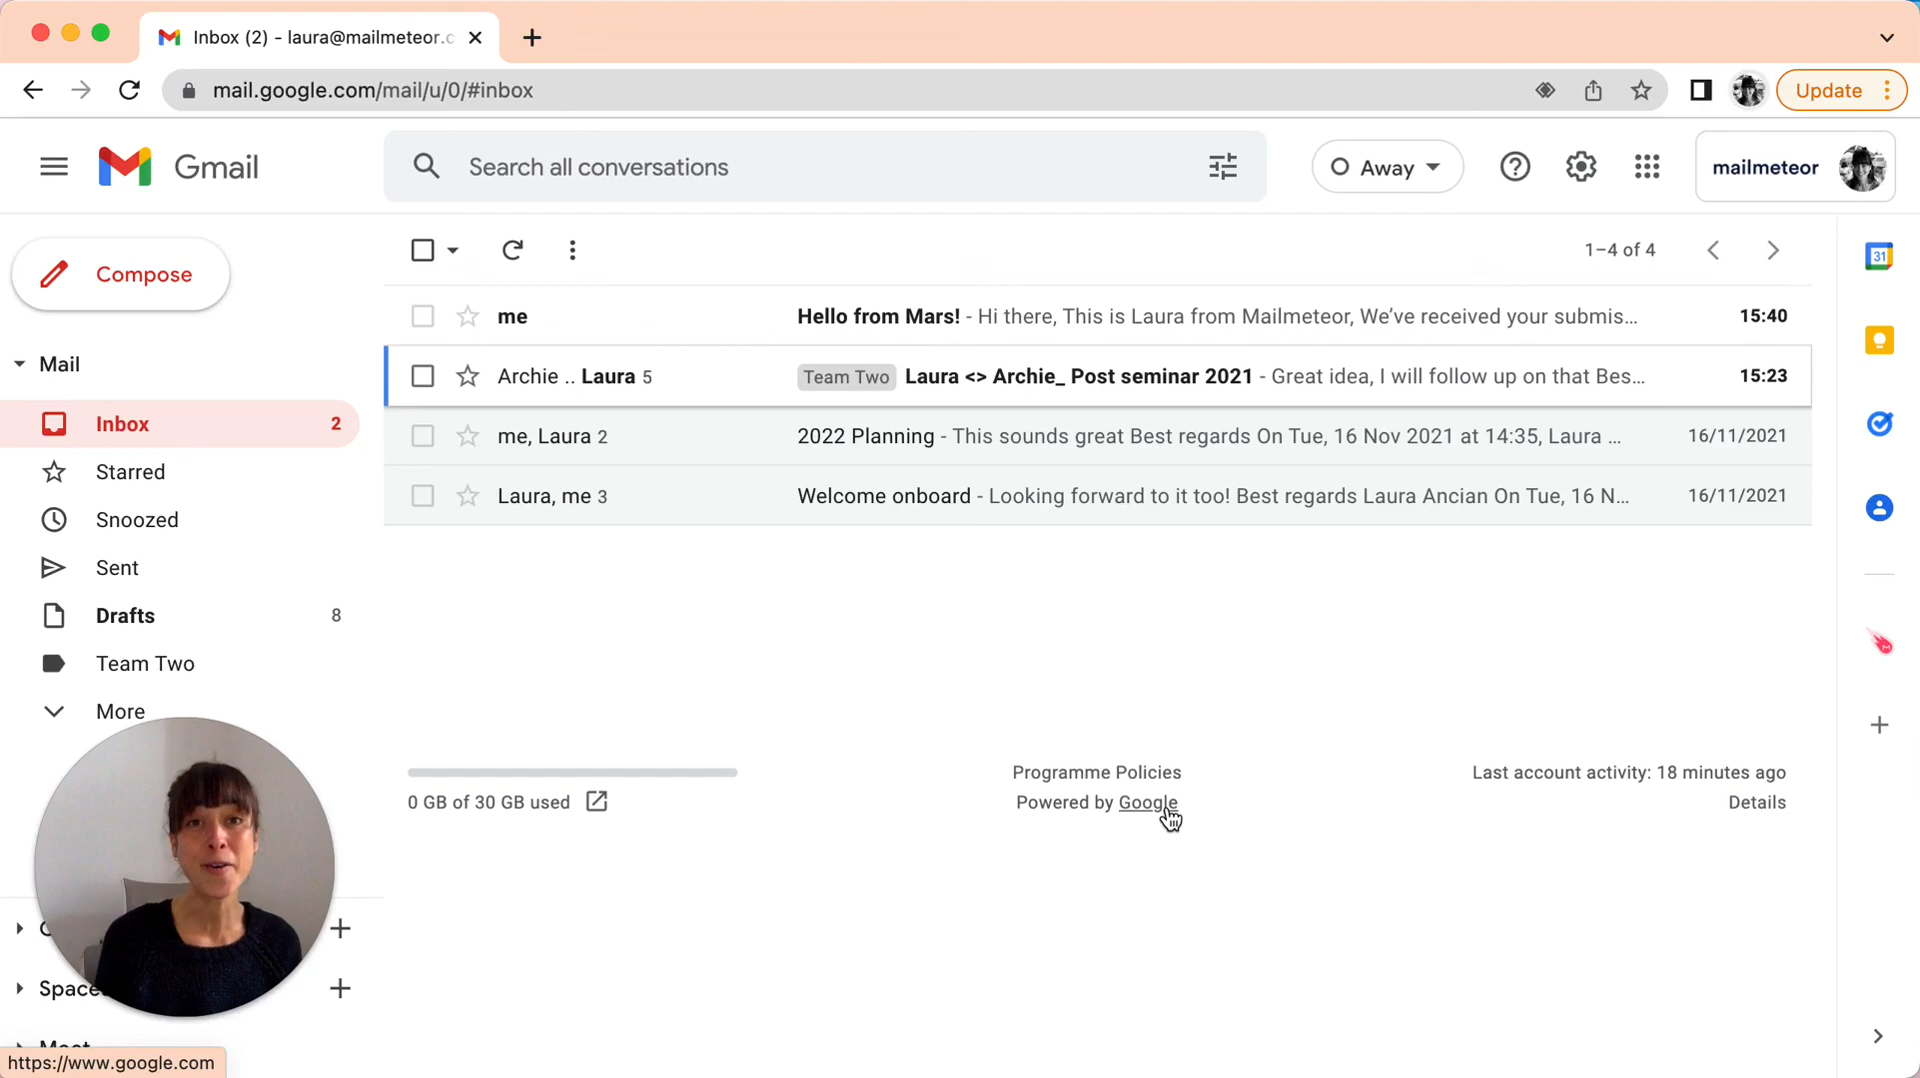 Inbox (2) - laura@mailmeteor.c
mail.google.com/mail/u/0/#inbox
Update
Gmail
Search all conversations
Away
mailmeteor
Compose
1–4 of 4
31
me
Hello from Mars! - Hi there, This is Laura from Mailmeteor, We’ve received your submis...
15:40
Mail
Archie .. Laura 5
Team Two
Laura <> Archie_ Post seminar 2021 - Great idea, I will follow up on that Bes...
15:23
Inbox
2
me, Laura 2
2022 Planning - This sounds great Best regards On Tue, 16 Nov 2021 at 14:35, Laura ...
16/11/2021
Starred
Laura, me 3
Welcome onboard - Looking forward to it too! Best regards Laura Ancian On Tue, 16 N...
16/11/2021
Snoozed
Sent
Drafts
8
Team Two
More
Programme Policies
Last account activity: 18 minutes ago
0 GB of 30 GB used
Powered by Google
Details
https://www.google.com